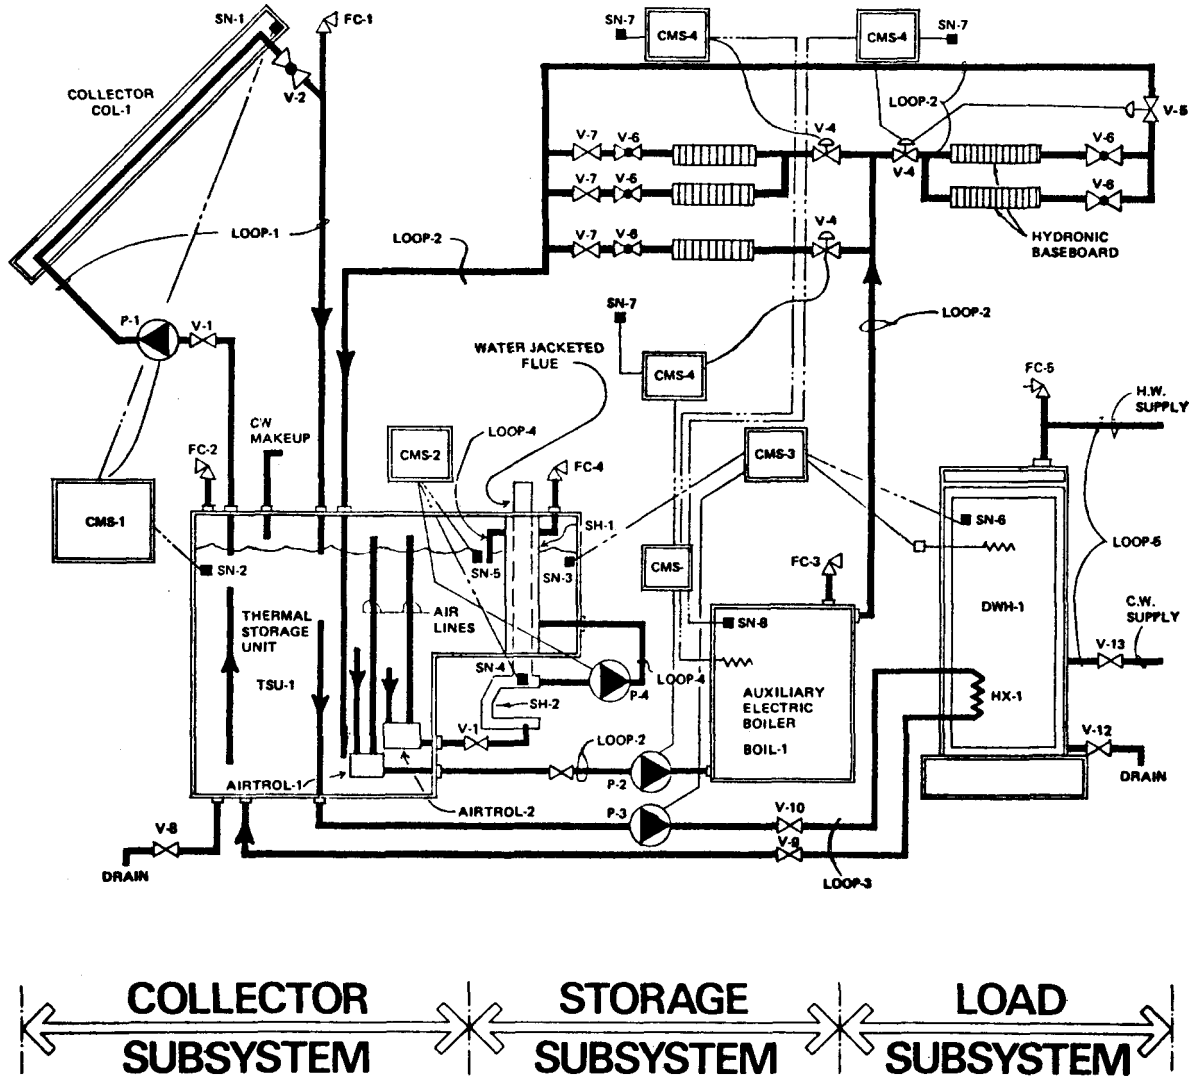 SN-1
FC-1
SN-7
CMS-4
CMS-4
SN-7
COLLECTOR
COL-1
V-2
LOOP-2
V-5
V-7
V-6
V-4
V-4
V-6
V-7
V-6
V-6
LOOP-1
LOOP-2
V-7
V-6
V-4
HYDRONIC
BASEBOARD
SN-7
LOOP-2
P-1
V-1
WATER JACKETED
FLUE
CMS-4
FC-5
H.W.
SUPPLY
CW
MAKEUP
LOOP-4
FC-2
CMS-2
CMS-3
FC-4
CMS-1
SH-1
SN-6
SN-2
SN-5
SN-3
CMS-
FC-3
LOOP-5
THERMAL
STORAGE
UNIT
AIR
LINES
SN-8
DWH-1
C.W.
SUPPLY
V-13
TSU-1
SN-4
P-4
LOOP-4
AUXILIARY
ELECTRIC
BOILER
BOIL-1
HX-1
SH-2
V-1
LOOP-2
V-12
DRAIN
AIRTROL-1
P-2
AIRTROL-2
P-3
V-10
V-8
V-9
DRAIN
LOOP-3
COLLECTOR
SUBSYSTEM
STORAGE
SUBSYSTEM
LOAD
SUBSYSTEM